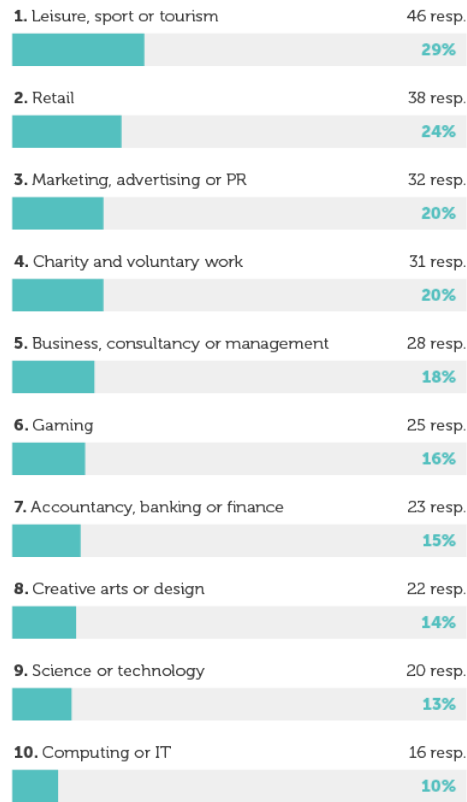 1. Leisure, sport or tourism 46 resp.
29%
2. Retail 38 resp.
24%
3. Marketing, advertising or PR 32 resp.
20%
4. Charity and voluntary work 31 resp.
20%
5. Business, consultancy or management 28 resp.
18%
6. Gaming 25 resp.
16%
7. Accountancy, banking or finance 23 resp.
15%
8. Creative arts or design 22 resp.
14%
9. Science or technology 20 resp.
13%
10. Computing or IT 16 resp.
10%